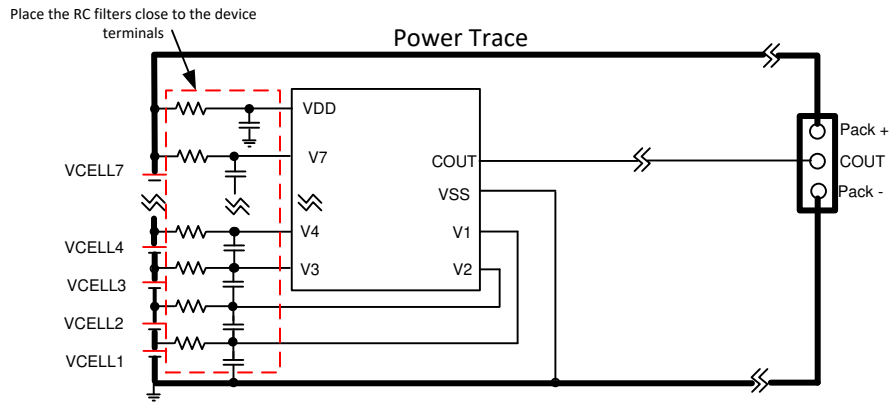 Place the RC filters close to the device
terminals
Power Trace
VDD
V7
COUT
VSS
V4
V1
V3
V2
VCELL7
VCELL4
VCELL3
VCELL2
VCELL1
Pack +
COUT
Pack -